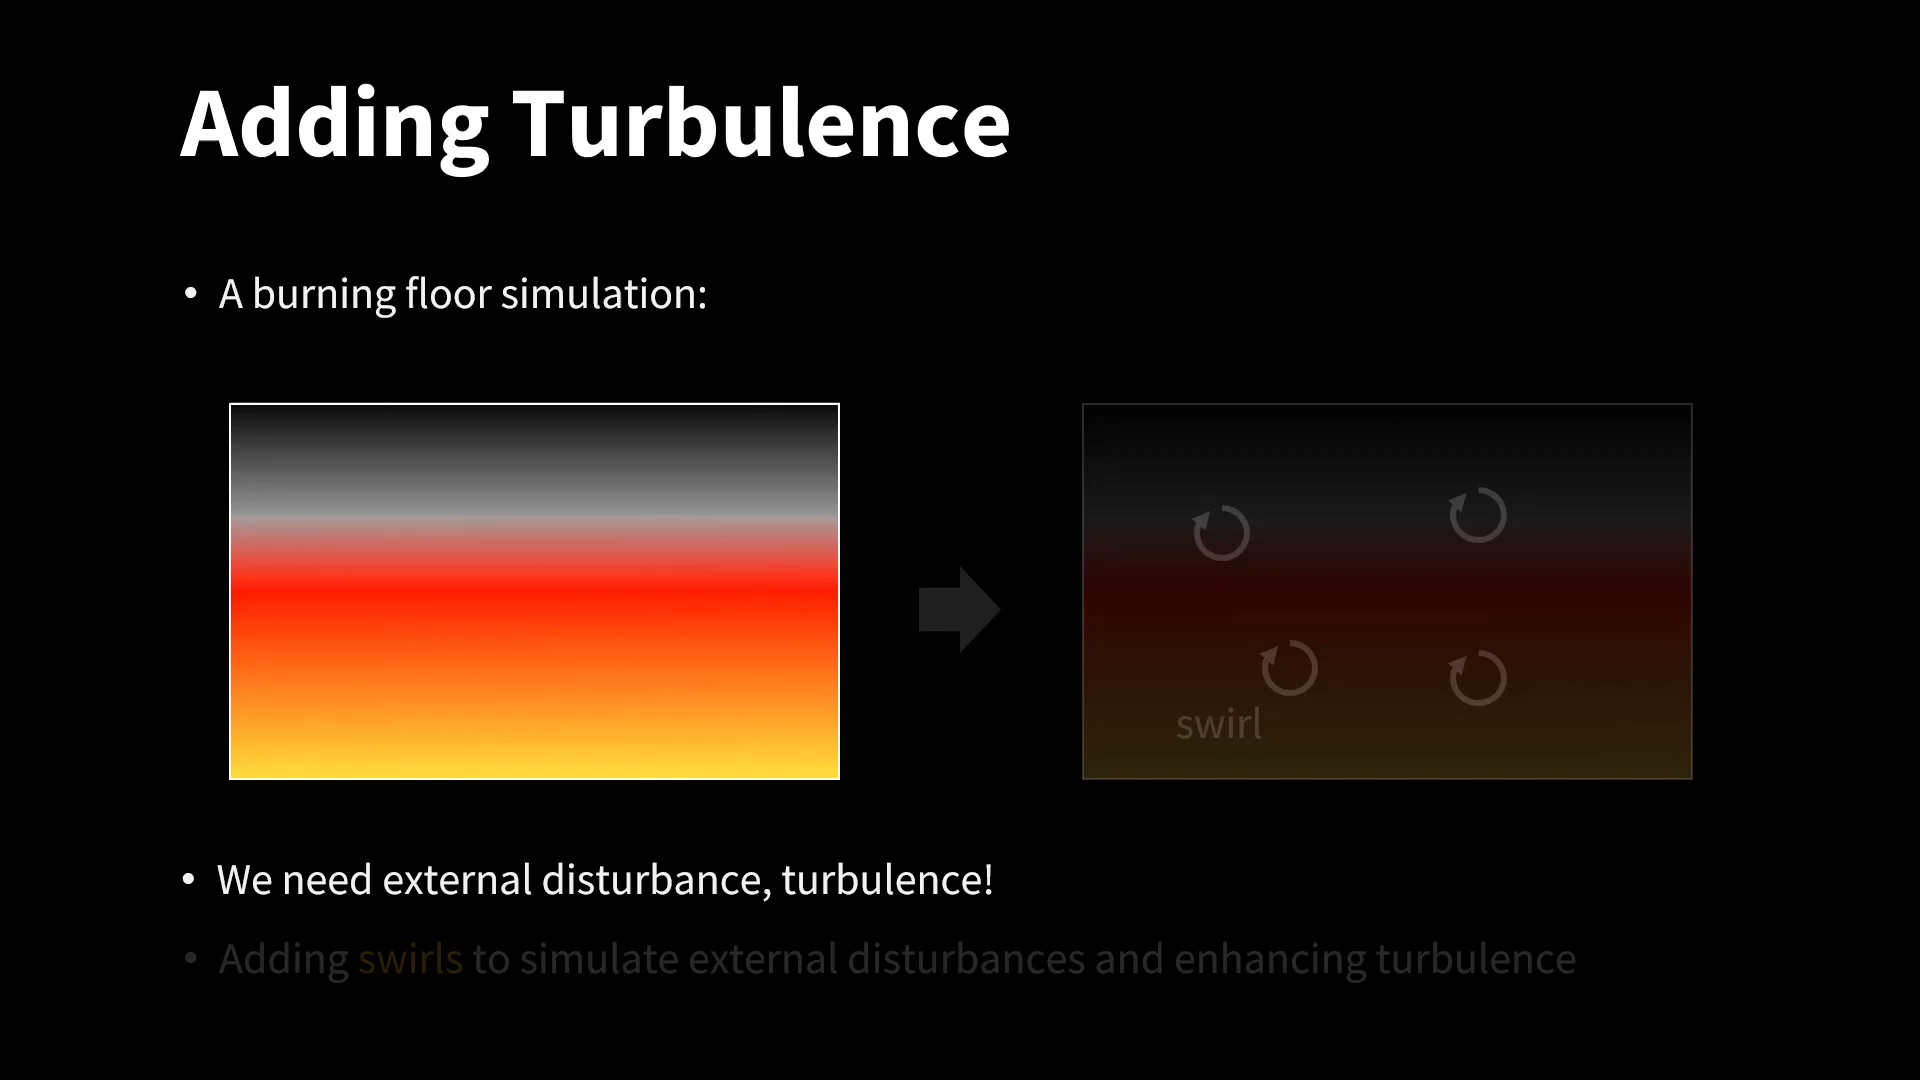 Adding Turbulence
• A burning floor simulation:
swirl
• We need external disturbance, turbulence!
• Adding swirls to simulate external disturbances and enhancing turbulence